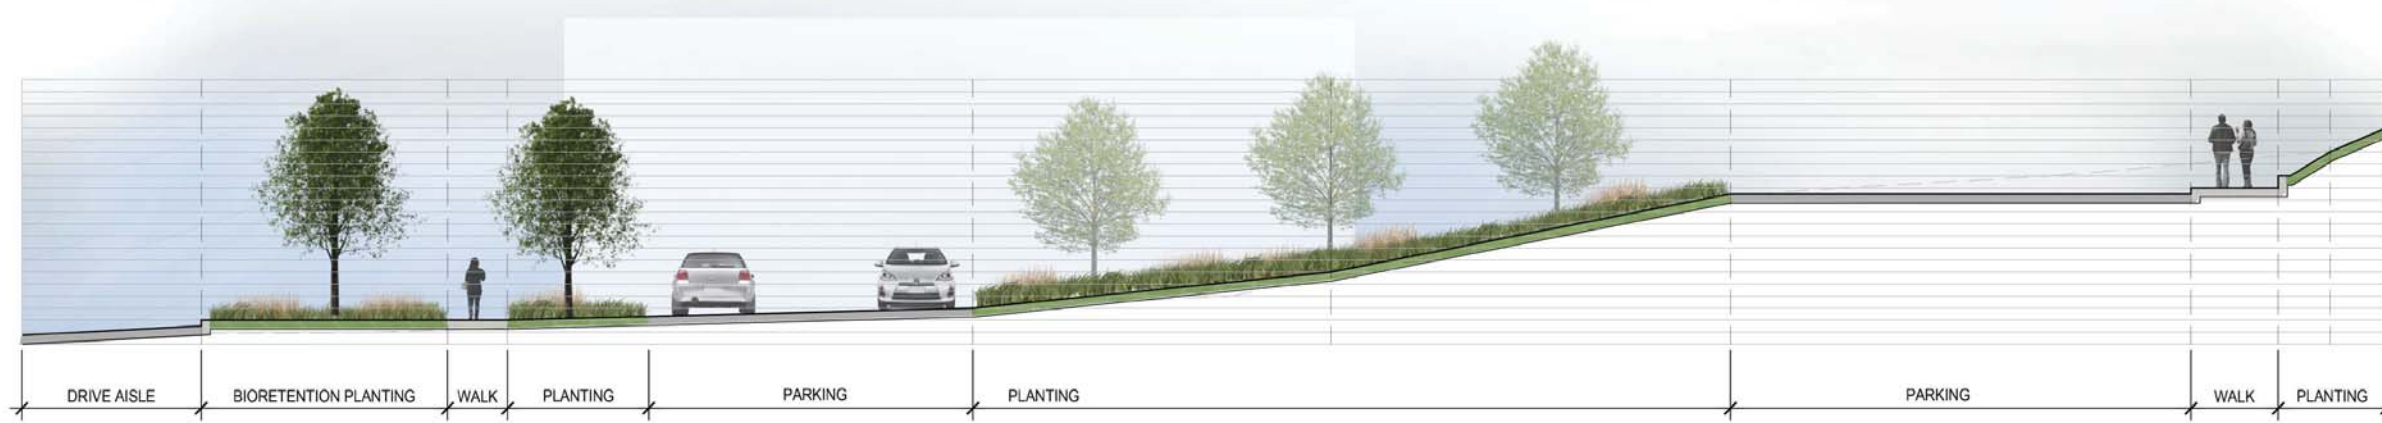 DRIVE AISLE
BIORETENTION PLANTING
WALK
PLANTING
PARKING
PLANTING
PARKING
WALK
PLANTING